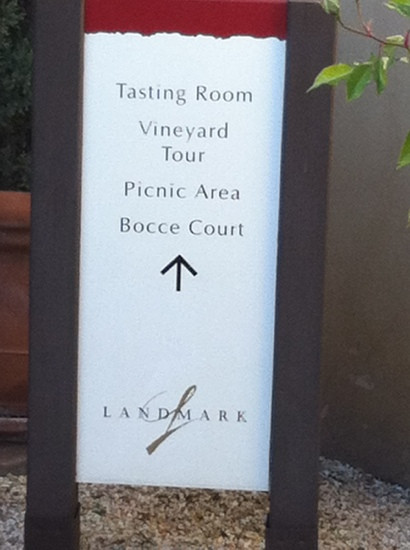 Tasting Room
Vineyard
Tour
Picnic Area
Bocce Court
LANDMARK